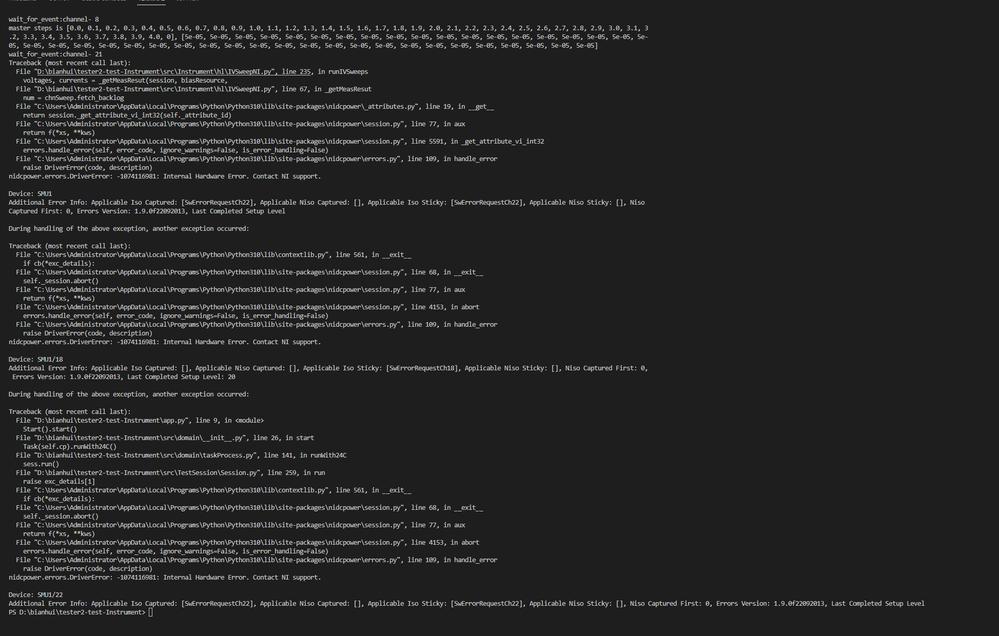 wait_for_event:channel- 8
master steps is [0.0, 0.1, 0.2, 0.3, 0.4, 0.5, 0.6, 0.7, 0.8, 0.9, 1.0, 1.1, 1.2, 1.3, 1.4, 1.5, 1.6, 1.7, 1.8, 1.9, 2.0, 2.1, 2.2, 2.3, 2.4, 2.5, 2.6, 2.7, 2.8, 2.9, 3.0, 3.1, 3
.2, 3.3, 3.4, 3.5, 3.6, 3.7, 3.8, 3.9, 4.0, 0], [5e-05, 5e-05, 5e-05, 5e-05, 5e-05, 5e-05, 5e-05, 5e-05, 5e-05, 5e-05, 5e-05, 5e-05, 5e-05, 5e-05, 5e-05, 5e-05, 5e-05, 5e-05, 5e-
05, 5e-05, 5e-05, 5e-05, 5e-05, 5e-05, 5e-05, 5e-05, 5e-05, 5e-05, 5e-05, 5e-05, 5e-05, 5e-05, 5e-05, 5e-05, 5e-05, 5e-05, 5e-05, 5e-05, 5e-05, 5e-05, 5e-05, 5e-05]
wait_for_event:channel- 21
Traceback (most recent call last):
  File "D:\bianhui\tester2-test-Instrument\src\Instrument\hl\IVSweepNI.py", line 235, in runIVSweeps
    voltages, currents = _getMeasResut(session, biasResource,
  File "D:\bianhui\tester2-test-Instrument\src\Instrument\hl\IVSweepNI.py", line 67, in _getMeasResut
    num = chnSweep.fetch_backlog
  File "C:\Users\Administrator\AppData\Local\Programs\Python\Python310\lib\site-packages\nidcpower\_attributes.py", line 19, in __get__
    return session._get_attribute_vi_int32(self._attribute_id)
  File "C:\Users\Administrator\AppData\Local\Programs\Python\Python310\lib\site-packages\nidcpower\session.py", line 77, in aux
    return f(*xs, **kws)
  File "C:\Users\Administrator\AppData\Local\Programs\Python\Python310\lib\site-packages\nidcpower\session.py", line 5591, in _get_attribute_vi_int32
    errors.handle_error(self, error_code, ignore_warnings=False, is_error_handling=False)
  File "C:\Users\Administrator\AppData\Local\Programs\Python\Python310\lib\site-packages\nidcpower\errors.py", line 109, in handle_error
    raise DriverError(code, description)
nidcpower.errors.DriverError: -1074116981: Internal Hardware Error. Contact NI support.

Device: SMU1
Additional Error Info: Applicable Iso Captured: [SwErrorRequestCh22], Applicable Niso Captured: [], Applicable Iso Sticky: [SwErrorRequestCh22], Applicable Niso Sticky: [], Niso
Captured First: 0, Errors Version: 1.9.0f22092013, Last Completed Setup Level

During handling of the above exception, another exception occurred:

Traceback (most recent call last):
  File "C:\Users\Administrator\AppData\Local\Programs\Python\Python310\lib\contextlib.py", line 561, in __exit__
    if cb(*exc_details):
  File "C:\Users\Administrator\AppData\Local\Programs\Python\Python310\lib\site-packages\nidcpower\session.py", line 68, in __exit__
    self._session.abort()
  File "C:\Users\Administrator\AppData\Local\Programs\Python\Python310\lib\site-packages\nidcpower\session.py", line 77, in aux
    return f(*xs, **kws)
  File "C:\Users\Administrator\AppData\Local\Programs\Python\Python310\lib\site-packages\nidcpower\session.py", line 4153, in abort
    errors.handle_error(self, error_code, ignore_warnings=False, is_error_handling=False)
  File "C:\Users\Administrator\AppData\Local\Programs\Python\Python310\lib\site-packages\nidcpower\errors.py", line 109, in handle_error
    raise DriverError(code, description)
nidcpower.errors.DriverError: -1074116981: Internal Hardware Error. Contact NI support.

Device: SMU1/18
Additional Error Info: Applicable Iso Captured: [], Applicable Niso Captured: [], Applicable Iso Sticky: [SwErrorRequestCh18], Applicable Niso Sticky: [], Niso Captured First: 0,
 Errors Version: 1.9.0f22092013, Last Completed Setup Level: 20

During handling of the above exception, another exception occurred:

Traceback (most recent call last):
  File "D:\bianhui\tester2-test-Instrument\app.py", line 9, in <module>
    Start().start()
  File "D:\bianhui\tester2-test-Instrument\src\domain\__init__.py", line 26, in start
    Task(self.cp).runWith24C()
  File "D:\bianhui\tester2-test-Instrument\src\domain\taskProcess.py", line 141, in runWith24C
    sess.run()
  File "D:\bianhui\tester2-test-Instrument\src\TestSession\Session.py", line 259, in run
    raise exc_details[1]
  File "C:\Users\Administrator\AppData\Local\Programs\Python\Python310\lib\contextlib.py", line 561, in __exit__
    if cb(*exc_details):
  File "C:\Users\Administrator\AppData\Local\Programs\Python\Python310\lib\site-packages\nidcpower\session.py", line 68, in __exit__
    self._session.abort()
  File "C:\Users\Administrator\AppData\Local\Programs\Python\Python310\lib\site-packages\nidcpower\session.py", line 77, in aux
    return f(*xs, **kws)
  File "C:\Users\Administrator\AppData\Local\Programs\Python\Python310\lib\site-packages\nidcpower\session.py", line 4153, in abort
    errors.handle_error(self, error_code, ignore_warnings=False, is_error_handling=False)
  File "C:\Users\Administrator\AppData\Local\Programs\Python\Python310\lib\site-packages\nidcpower\errors.py", line 109, in handle_error
    raise DriverError(code, description)
nidcpower.errors.DriverError: -1074116981: Internal Hardware Error. Contact NI support.

Device: SMU1/22
Additional Error Info: Applicable Iso Captured: [SwErrorRequestCh22], Applicable Niso Captured: [], Applicable Iso Sticky: [SwErrorRequestCh22], Applicable Niso Sticky: [], Niso Captured First: 0, Errors Version: 1.9.0f22092013, Last Completed Setup Level
PS D:\bianhui\tester2-test-Instrument>